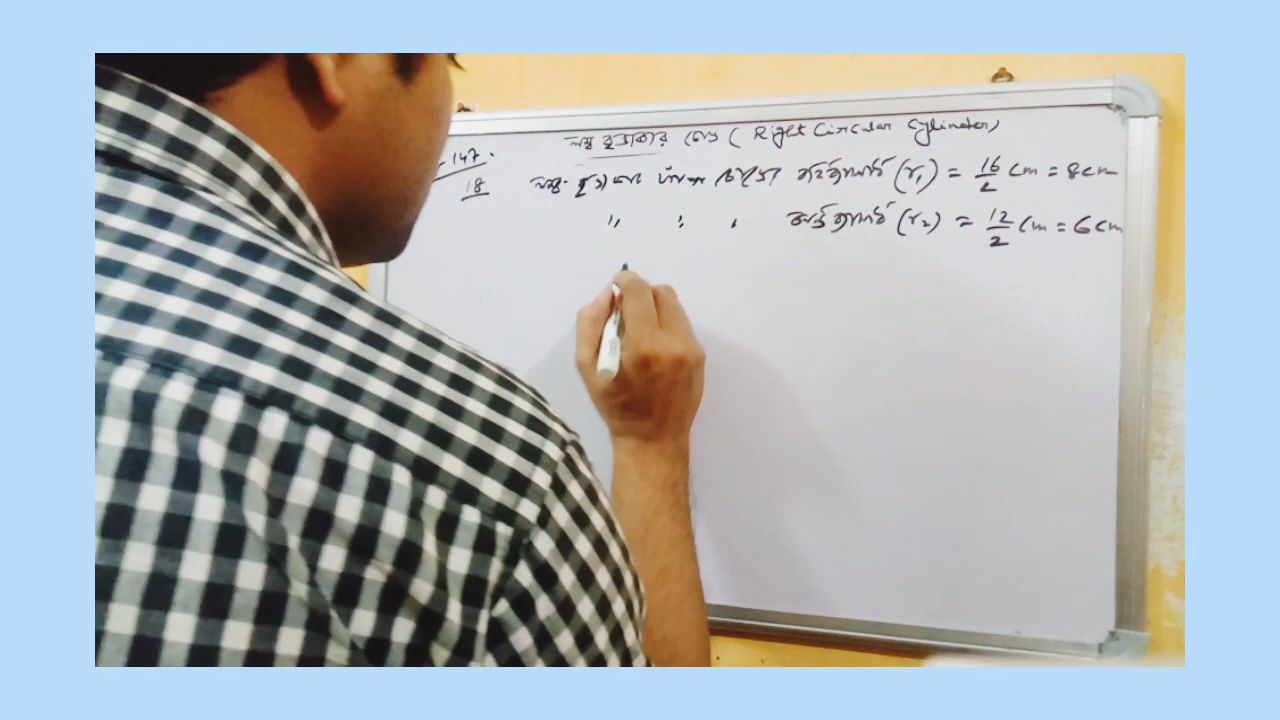 লম্ব বৃত্তাকার চোঙ (Right Circular Cylinder)
147.
18 লম্ব বৃত্তাকার ফাঁপা চোঙের বহির্ব্যাসার্ধ (r₁) = 16/2 cm = 8cm
" " " অন্তর্ব্যাসার্ধ (r₂) = 12/2 cm = 6cm